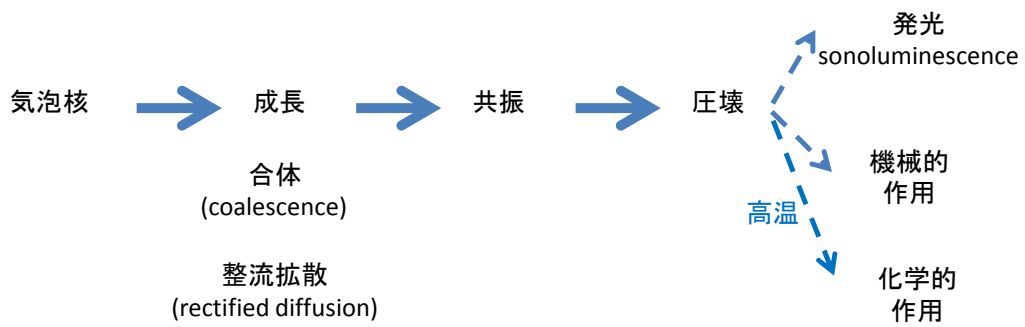 発光
sonoluminescence
気泡核
成長
共振
圧壊
合体
(coalescence)
機械的
作用
高温
整流拡散
(rectified diffusion)
化学的
作用